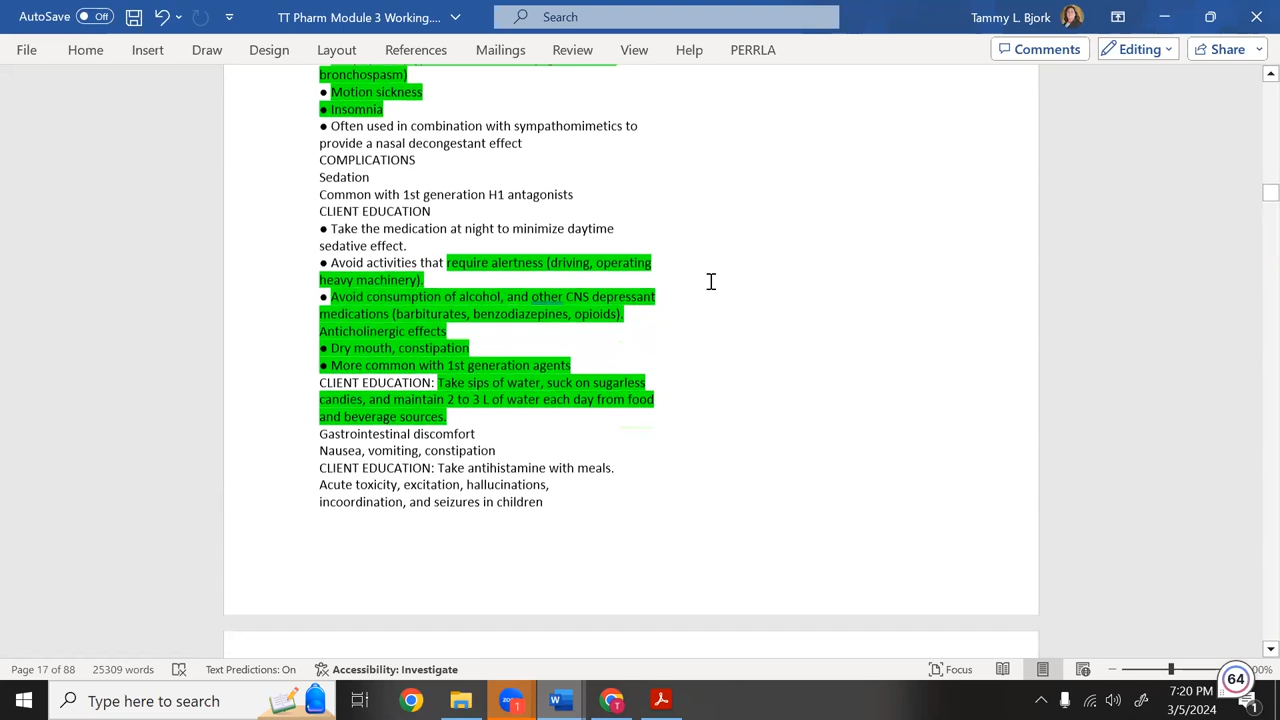 AutoSave Off TT Pharm Module 3 Working.... Search Tammy L. Bjork
File Home Insert Draw Design Layout References Mailings Review View Help PERRLA Comments Editing Share
bronchospasm)
● Motion sickness
● Insomnia
● Often used in combination with sympathomimetics to
provide a nasal decongestant effect
COMPLICATIONS
Sedation
Common with 1st generation H1 antagonists
CLIENT EDUCATION
● Take the medication at night to minimize daytime
sedative effect.
● Avoid activities that require alertness (driving, operating
heavy machinery).
● Avoid consumption of alcohol, and other CNS depressant
medications (barbiturates, benzodiazepines, opioids).
Anticholinergic effects
● Dry mouth, constipation
● More common with 1st generation agents
CLIENT EDUCATION: Take sips of water, suck on sugarless
candies, and maintain 2 to 3 L of water each day from food
and beverage sources.
Gastrointestinal discomfort
Nausea, vomiting, constipation
CLIENT EDUCATION: Take antihistamine with meals.
Acute toxicity, excitation, hallucinations,
incoordination, and seizures in children
Page 17 of 88 25309 words Text Predictions: On Accessibility: Investigate Focus 64
Type here to search 7:20 PM
3/5/2024